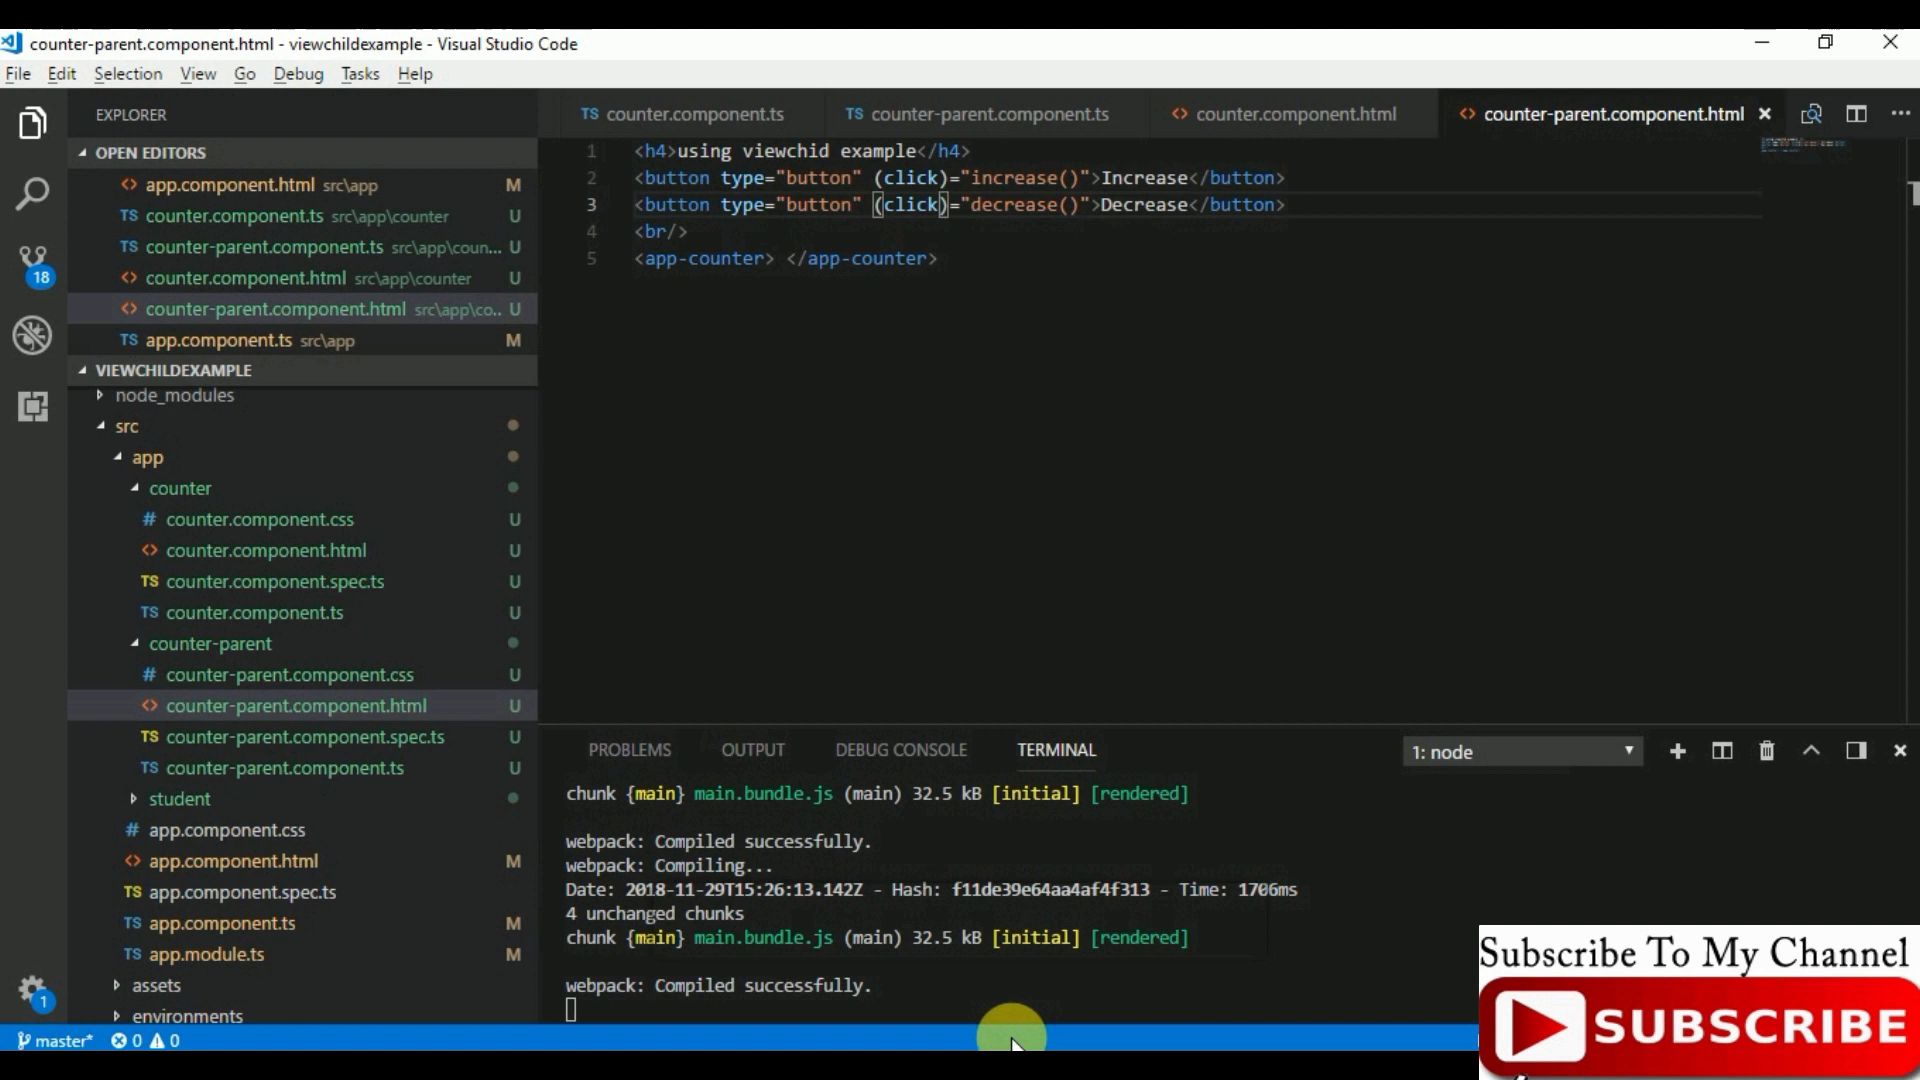 counter-parent.component.html - viewchildexample - Visual Studio Code
File Edit Selection View Go Debug Tasks Help
EXPLORER
OPEN EDITORS
app.component.html src\app M
TS counter.component.ts src\app\counter U
TS counter-parent.component.ts src\app\coun... U
<> counter.component.html src\app\counter U
<> counter-parent.component.html src\app\co... U
TS app.component.ts src\app M
VIEWCHILDEXAMPLE
node_modules
src
app
counter
# counter.component.css U
<> counter.component.html U
TS counter.component.spec.ts U
TS counter.component.ts U
counter-parent
# counter-parent.component.css U
<> counter-parent.component.html U
TS counter-parent.component.spec.ts U
TS counter-parent.component.ts U
student
# app.component.css
<> app.component.html M
TS app.component.spec.ts
TS app.component.ts M
TS app.module.ts M
assets
environments
18
1
TS counter.component.ts TS counter-parent.component.ts <> counter.component.html <> counter-parent.component.html
1 <h4>using viewchid example</h4>
2 <button type="button" (click)="increase()">Increase</button>
3 <button type="button" (click)="decrease()">Decrease</button>
4 <br/>
5 <app-counter> </app-counter>
PROBLEMS OUTPUT DEBUG CONSOLE TERMINAL 1: node
chunk {main} main.bundle.js (main) 32.5 kB [initial] [rendered]
webpack: Compiled successfully.
webpack: Compiling...
Date: 2018-11-29T15:26:13.142Z - Hash: f11de39e64aa4af4f313 - Time: 1706ms
4 unchanged chunks
chunk {main} main.bundle.js (main) 32.5 kB [initial] [rendered]
webpack: Compiled successfully.
master* 0 0
Subscribe To My Channel
SUBSCRIBE